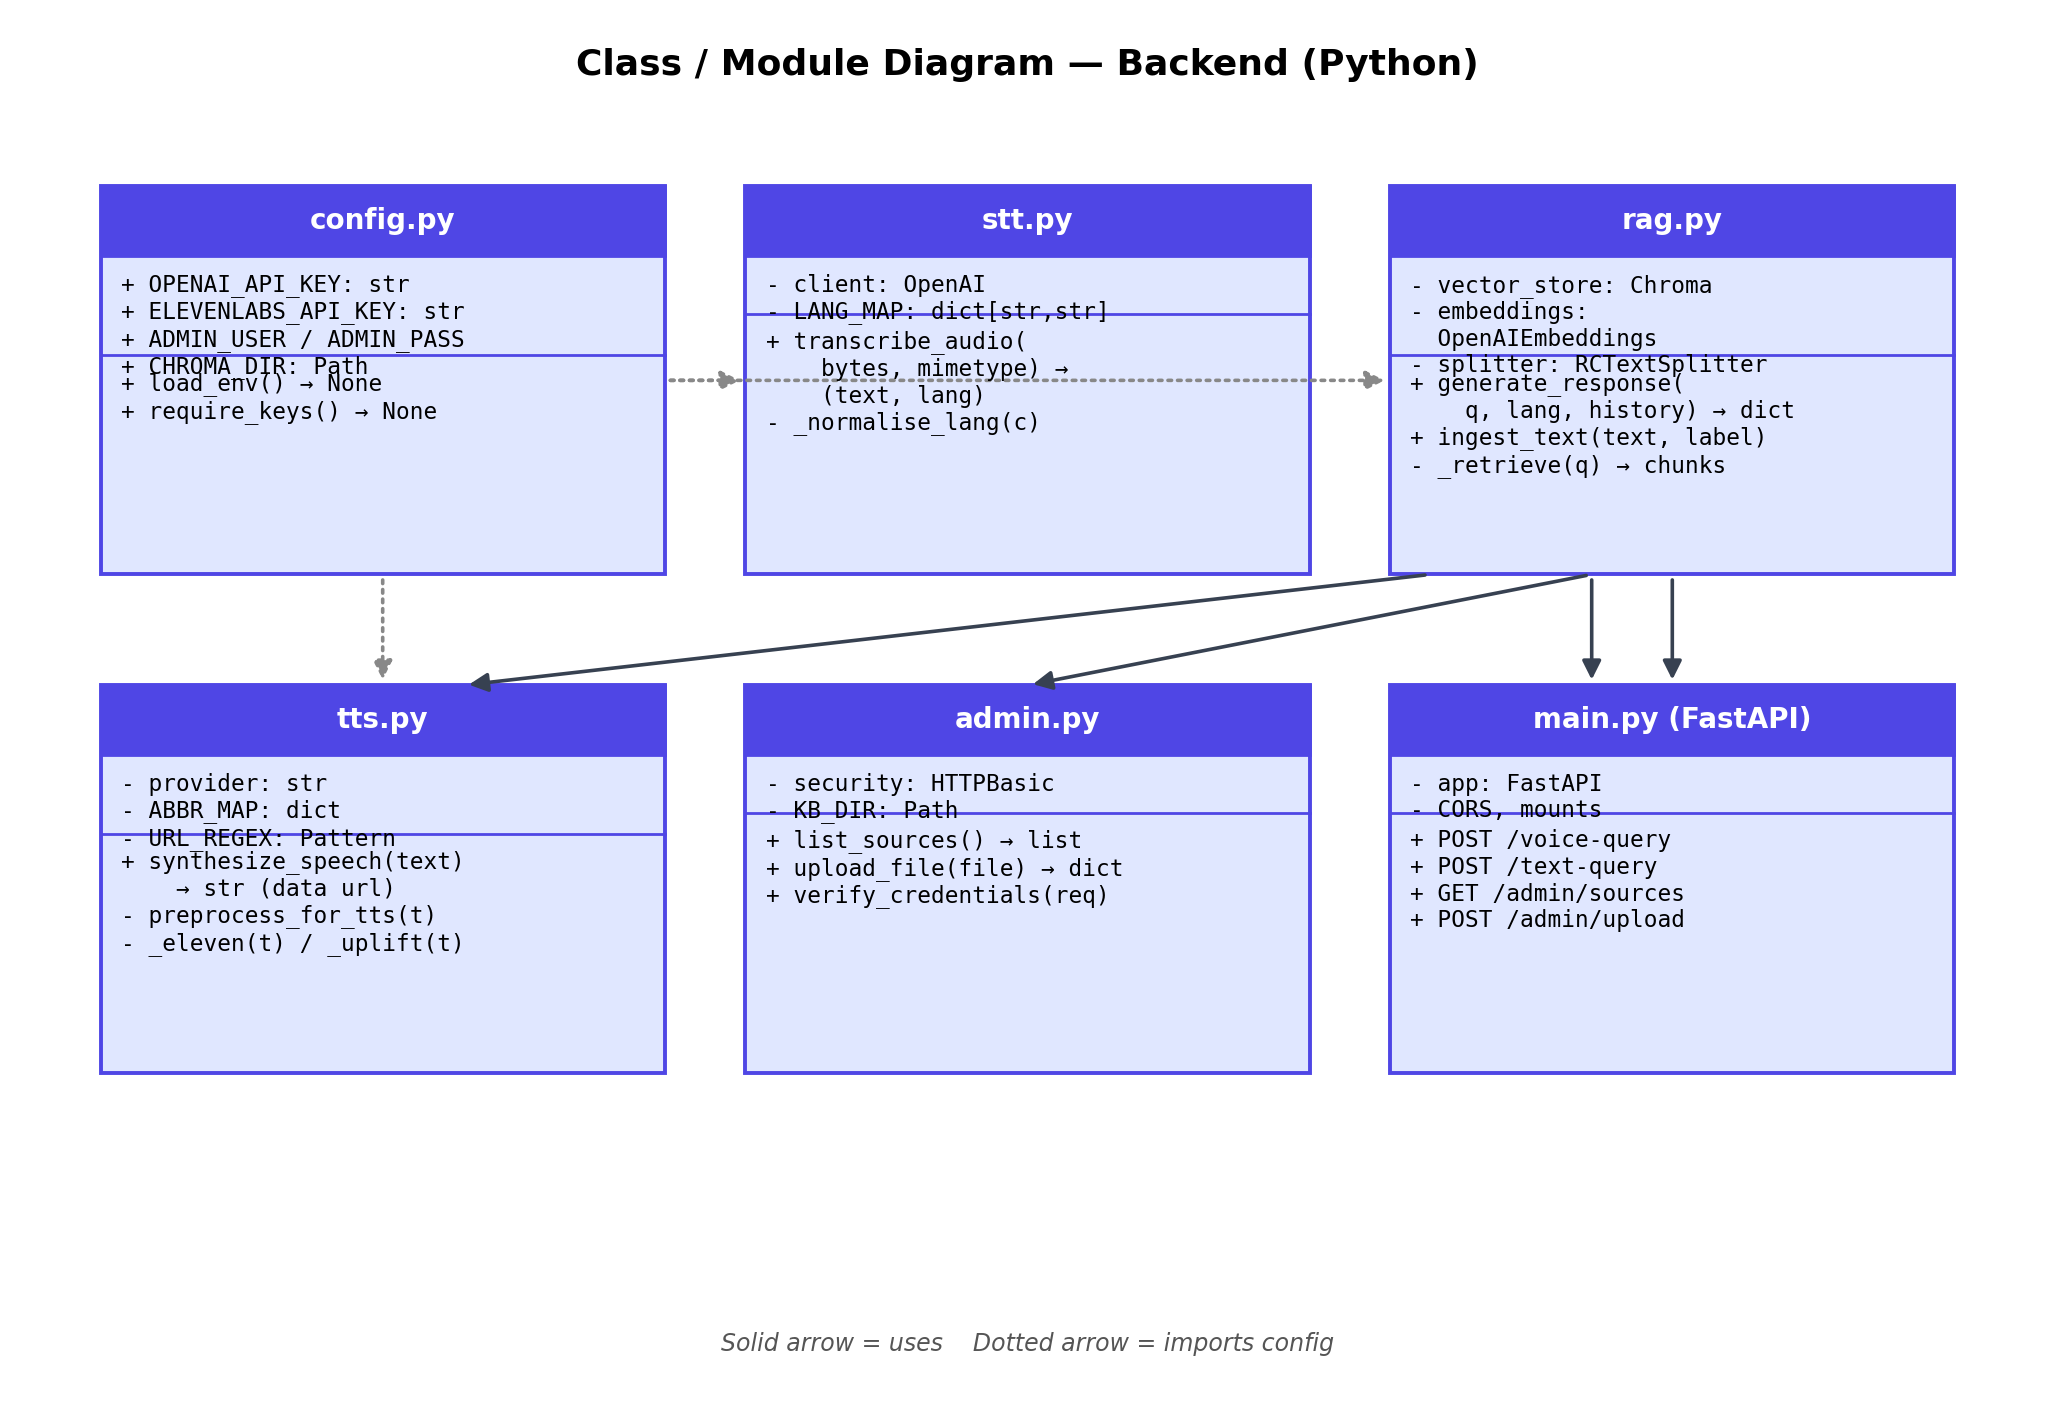 Class / Module Diagram — Backend (Python)
config.py
+ OPENAI_API_KEY: str
+ ELEVENLABS_API_KEY: str
+ ADMIN_USER / ADMIN_PASS
+ CHROMA_DIR: Path
+ load_env() → None
+ require_keys() → None
stt.py
- client: OpenAI
- LANG_MAP: dict[str,str]
+ transcribe_audio(
bytes, mimetype) →
(text, lang)
- _normalise_lang(c)
rag.py
- vector_store: Chroma
- embeddings:
OpenAIEmbeddings
- splitter: RCTextSplitter
+ generate_response(
q, lang, history) → dict
+ ingest_text(text, label)
- _retrieve(q) → chunks
tts.py
- provider: str
- ABBR_MAP: dict
- URL_REGEX: Pattern
+ synthesize_speech(text)
→ str (data url)
- preprocess_for_tts(t)
- _eleven(t) / _uplift(t)
admin.py
- security: HTTPBasic
- KB_DIR: Path
+ list_sources() → list
+ upload_file(file) → dict
+ verify_credentials(req)
main.py (FastAPI)
- app: FastAPI
- CORS, mounts
+ POST /voice-query
+ POST /text-query
+ GET /admin/sources
+ POST /admin/upload
Solid arrow = uses    Dotted arrow = imports config